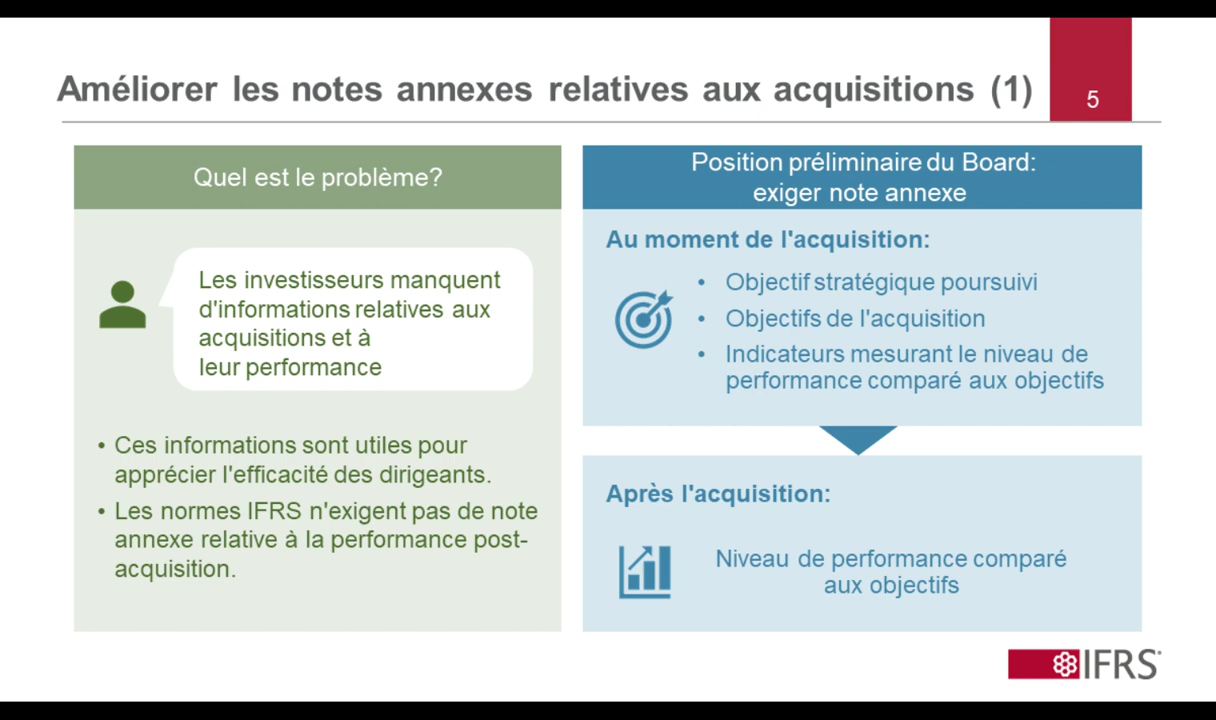 Améliorer les notes annexes relatives aux acquisitions (1)
5
Quel est le problème?
Les investisseurs manquent
d'informations relatives aux
acquisitions et à
leur performance
• Ces informations sont utiles pour
apprécier l'efficacité des dirigeants.
• Les normes IFRS n'exigent pas de note
annexe relative à la performance post-
acquisition.
Position préliminaire du Board:
exiger note annexe
Au moment de l'acquisition:
• Objectif stratégique poursuivi
• Objectifs de l'acquisition
• Indicateurs mesurant le niveau de
performance comparé aux objectifs
Après l'acquisition:
Niveau de performance comparé
aux objectifs
IFRS